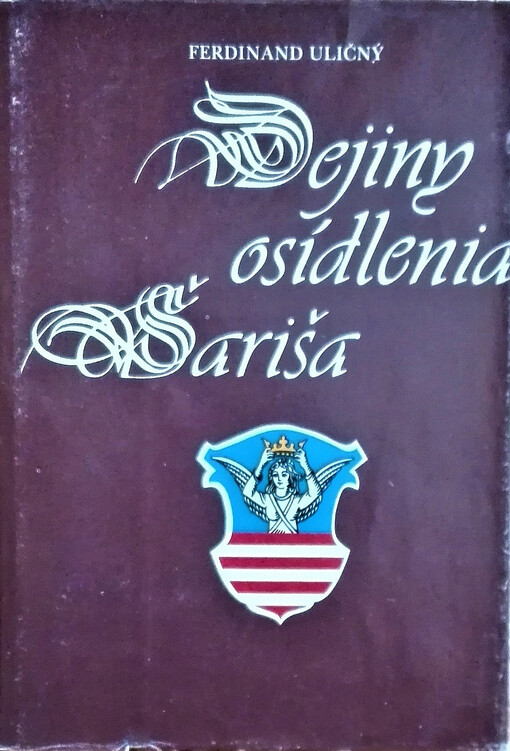 FERDINAND ULIČNÝ
Dejiny
osídlenia
Šariša